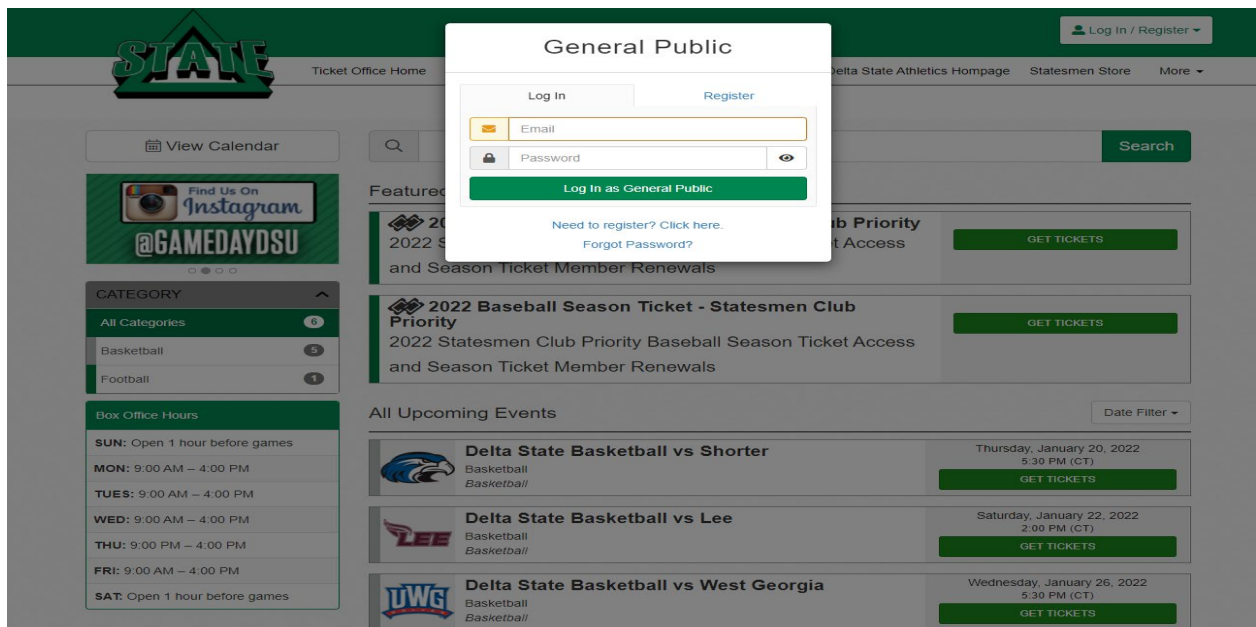 STATE
Log In / Register
Ticket Office Home
Delta State Athletics Hompage
Statesmen Store
More
General Public
Log In
Register
Email
Password
Log In as General Public
Need to register? Click here.
Forgot Password?
View Calendar
Search
Find Us On
Instagram
@GAMEDAYDSU
CATEGORY
All Categories 6
Basketball 5
Football 1
Box Office Hours
SUN: Open 1 hour before games
MON: 9:00 AM – 4:00 PM
TUES: 9:00 AM – 4:00 PM
WED: 9:00 AM – 4:00 PM
THU: 9:00 PM – 4:00 PM
FRI: 9:00 AM – 4:00 PM
SAT: Open 1 hour before games
Featured
Priority
GET TICKETS
2022
Access
and Season Ticket Member Renewals
2022 Baseball Season Ticket - Statesmen Club
Priority
GET TICKETS
2022 Statesmen Club Priority Baseball Season Ticket Access
and Season Ticket Member Renewals
All Upcoming Events
Date Filter
Delta State Basketball vs Shorter
Basketball
Basketball
Thursday, January 20, 2022
5:30 PM (CT)
GET TICKETS
LEE
Delta State Basketball vs Lee
Basketball
Basketball
Saturday, January 22, 2022
2:00 PM (CT)
GET TICKETS
UWG
Delta State Basketball vs West Georgia
Basketball
Basketball
Wednesday, January 26, 2022
5:30 PM (CT)
GET TICKETS